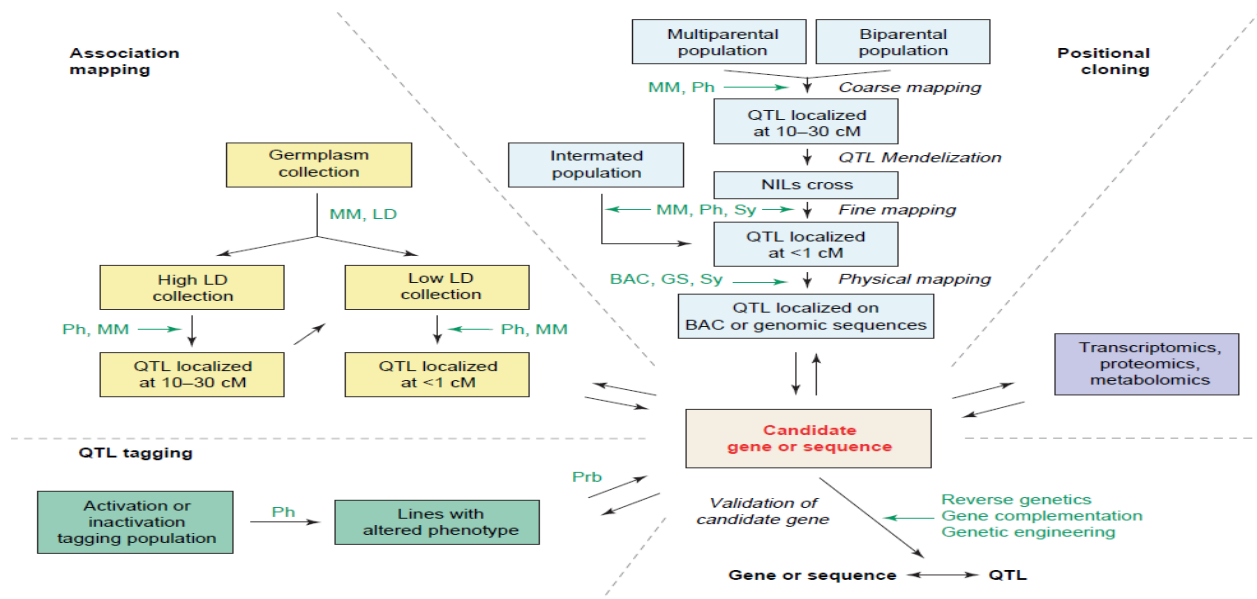 Association
mapping
Germplasm
collection
MM, LD
High LD
collection
Low LD
collection
Ph, MM
Ph, MM
QTL localized
at 10–30 cM
QTL localized
at <1 cM
Multiparental
population
Biparental
population
Positional
cloning
MM, Ph
Coarse mapping
QTL localized
at 10–30 cM
QTL Mendelization
Intermated
population
NILs cross
MM, Ph, Sy
Fine mapping
QTL localized
at <1 cM
BAC, GS, Sy
Physical mapping
QTL localized on
BAC or genomic sequences
Transcriptomics,
proteomics,
metabolomics
Candidate
gene or sequence
QTL tagging
Activation or
inactivation
tagging population
Ph
Lines with
altered phenotype
Prb
Validation of
candidate gene
Reverse genetics
Gene complementation
Genetic engineering
Gene or sequence
QTL